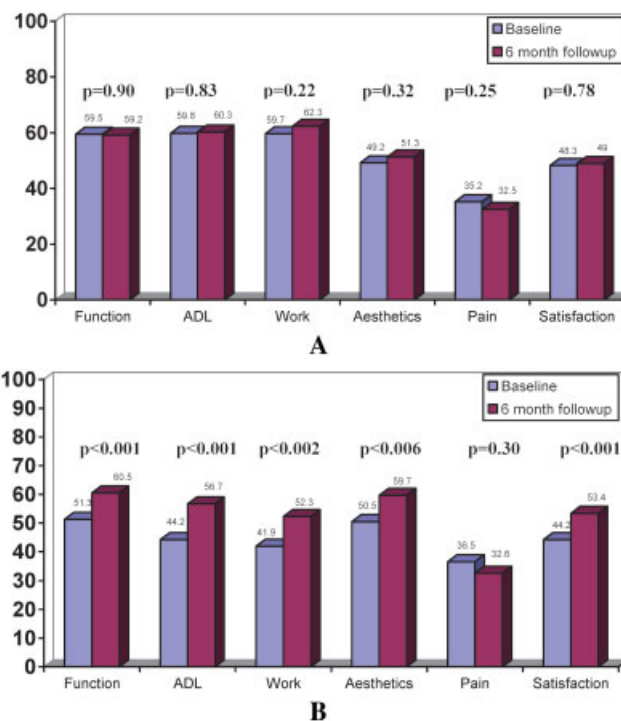 100
Baseline
6 month followup
80
p=0.90 p=0.83 p=0.22 p=0.32 p=0.25 p=0.78
60
59.5 59.2 59.8 60.3 59.7 62.3 49.2 51.3 35.2 32.5 48.3 49
40
20
0
Function ADL Work Aesthetics Pain Satisfaction
A
100
Baseline
90
6 month followup
80
p<0.001 p<0.001 p<0.002 p<0.006 p=0.30 p<0.001
70
60
51.3 60.5 44.2 56.7 41.9 52.3 50.5 59.7 36.5 32.6 44.2 53.4
50
40
30
20
10
0
Function ADL Work Aesthetics Pain Satisfaction
B